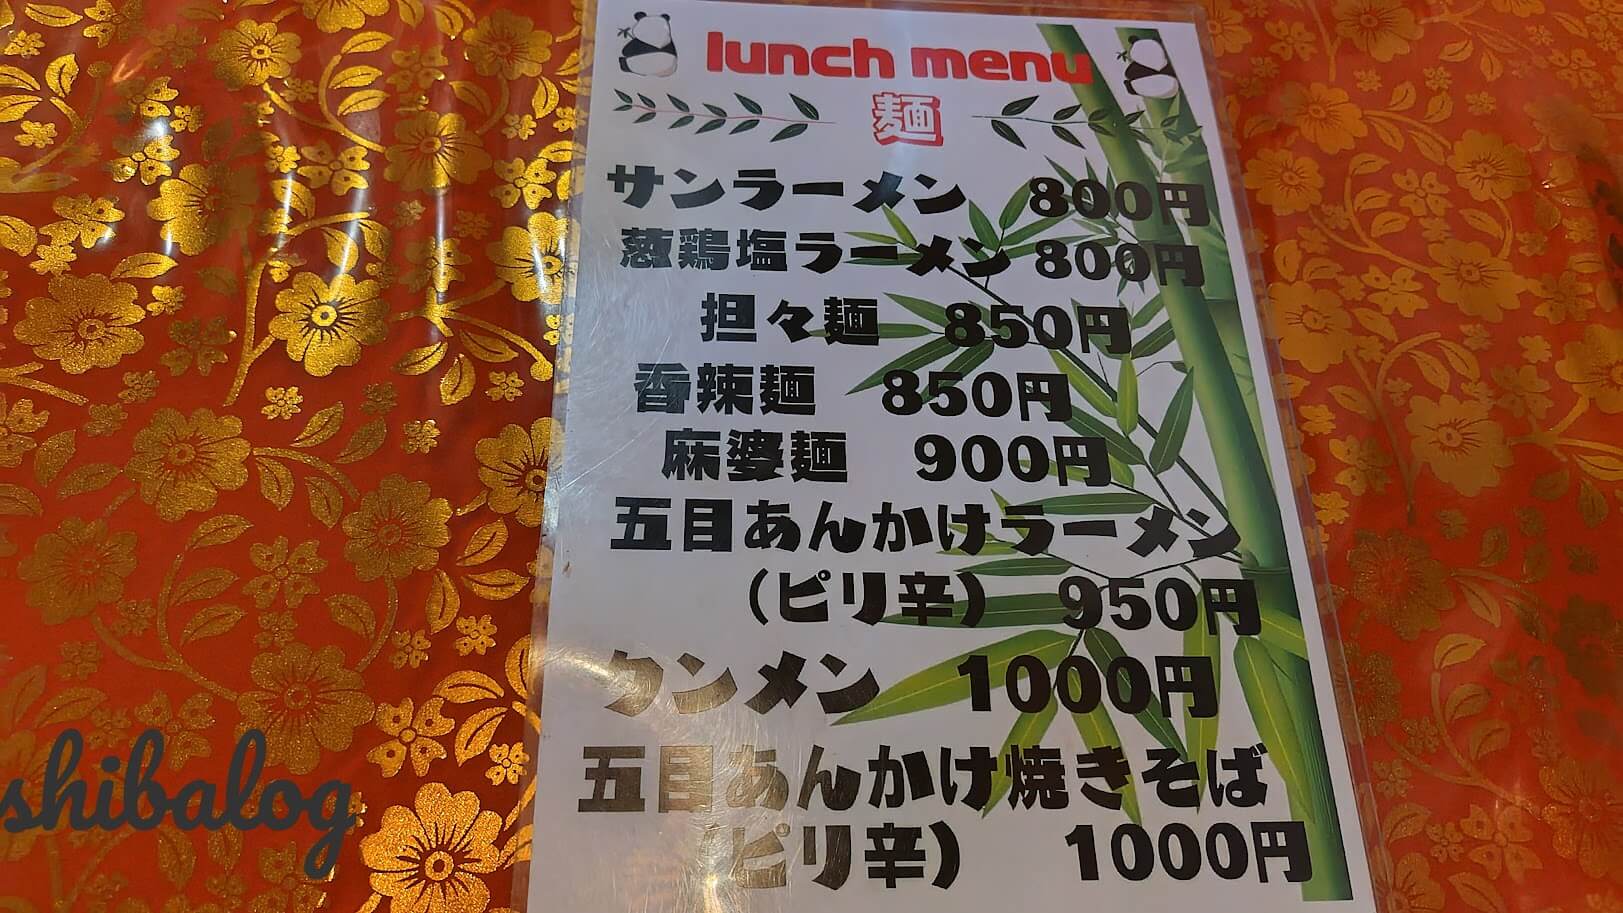 lunch menu
麺
サンラーメン 800円
葱鶏塩ラーメン 800円
担々麺 850円
香辣麺 850円
麻婆麺 900円
五目あんかけラーメン
(ピリ辛) 950円
タンメン 1000円
五目あんかけ焼きそば
(ピリ辛) 1000円
shibalog